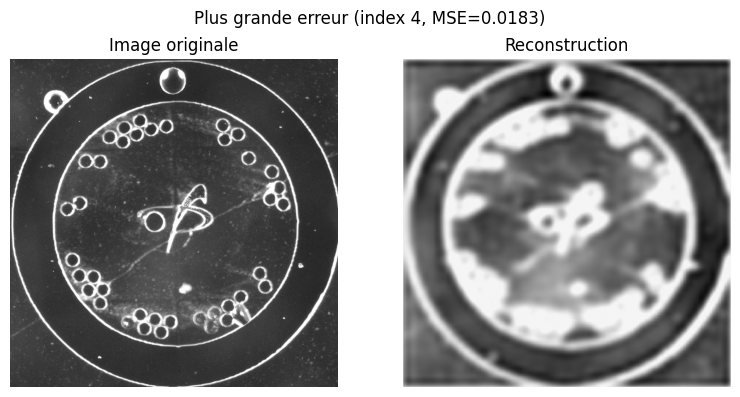 Plus grande erreur (index 4, MSE=0.0183)
Image originale
Reconstruction